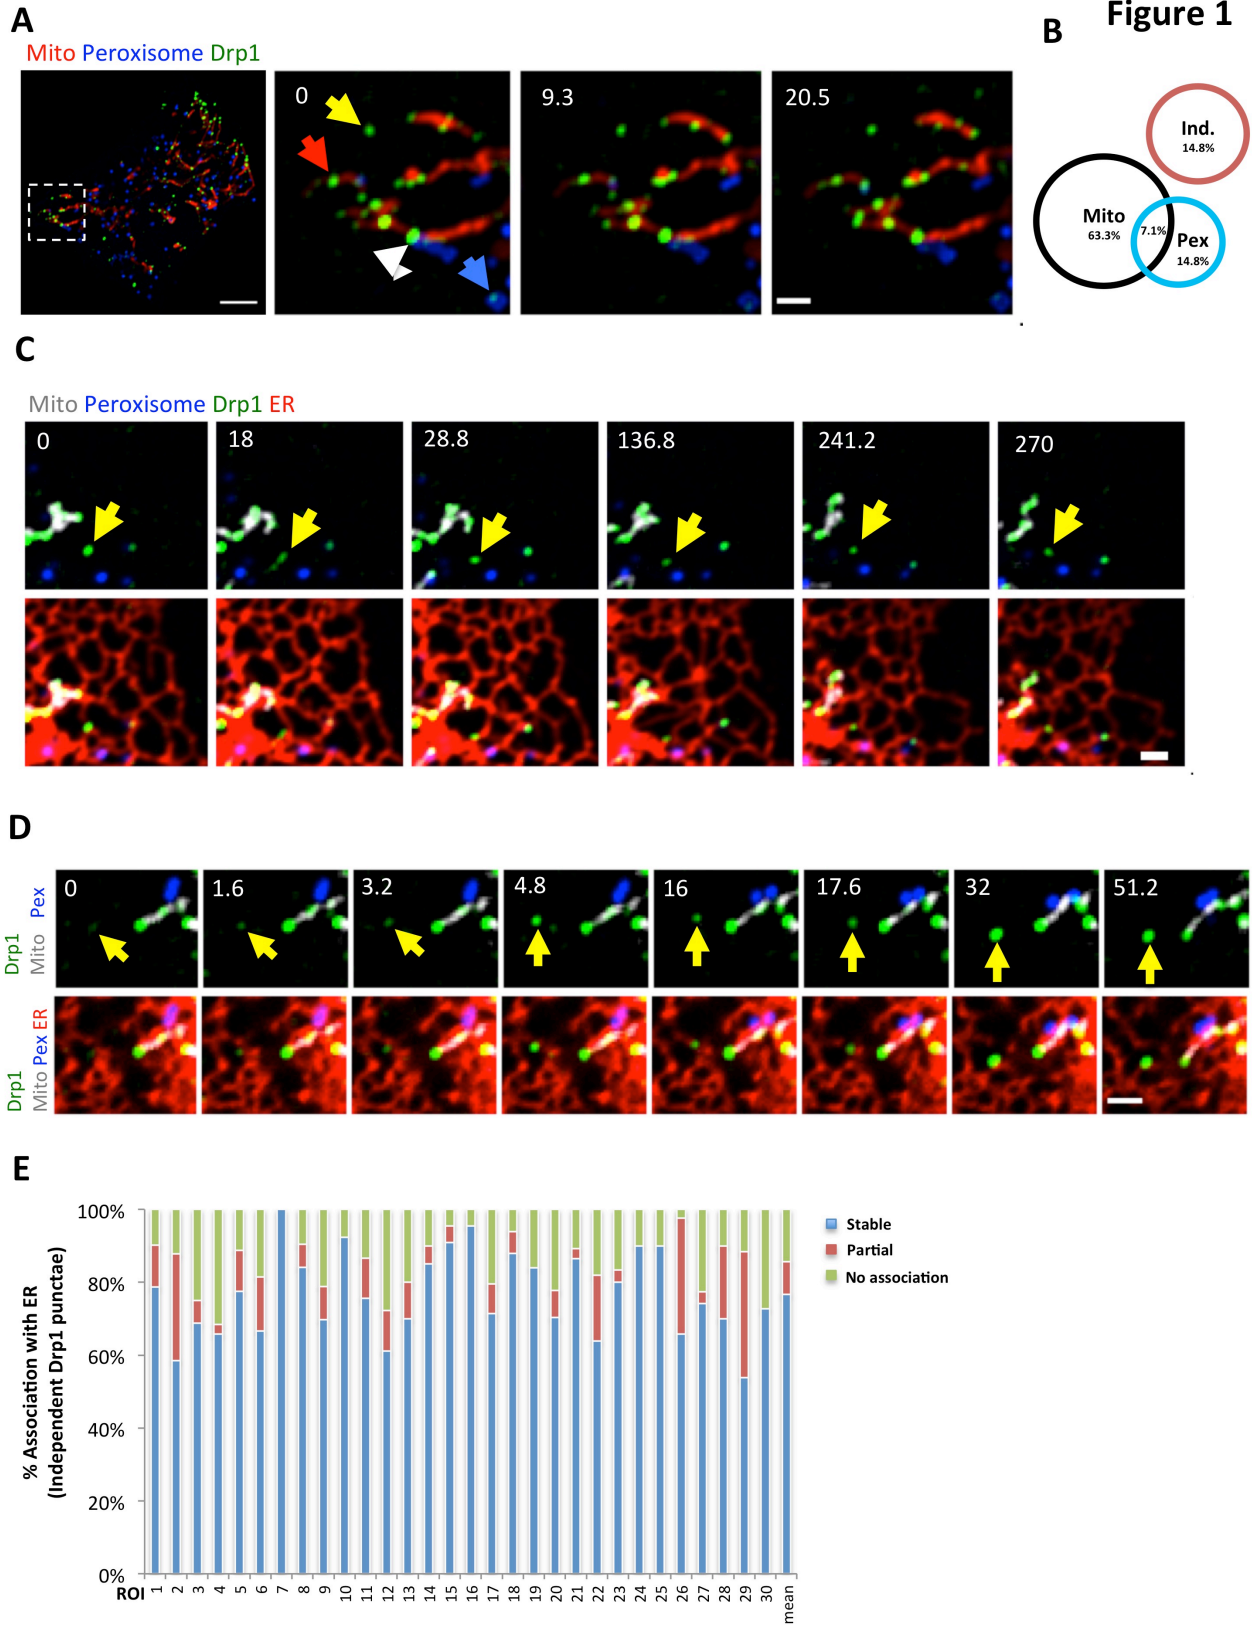 Figure 1
A
Mito Peroxisome Drp1
0
9.3
20.5
B
Ind.
14.8%
Mito
63.3%
7.1%
Pex
14.8%
C
Mito Peroxisome Drp1 ER
0
18
28.8
136.8
241.2
270
D
Drp1
Mito Pex
0
1.6
3.2
4.8
16
17.6
32
51.2
Drp1
Mito Pex ER
E
% Association with ER
(Independent Drp1 punctae)
100%
80%
60%
40%
20%
0%
Stable
Partial
No association
ROI 1 2 3 4 5 6 7 8 9 10 11 12 13 14 15 16 17 18 19 20 21 22 23 24 25 26 27 28 29 30 mean